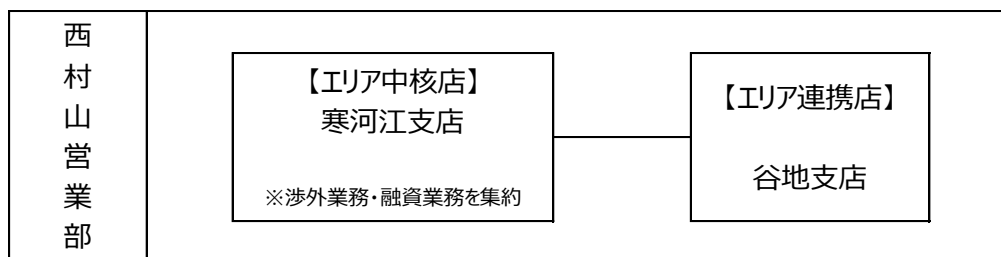 西村山営業部
【エリア中核店】
寒河江支店
※渉外業務・融資業務を集約
【エリア連携店】
谷地支店